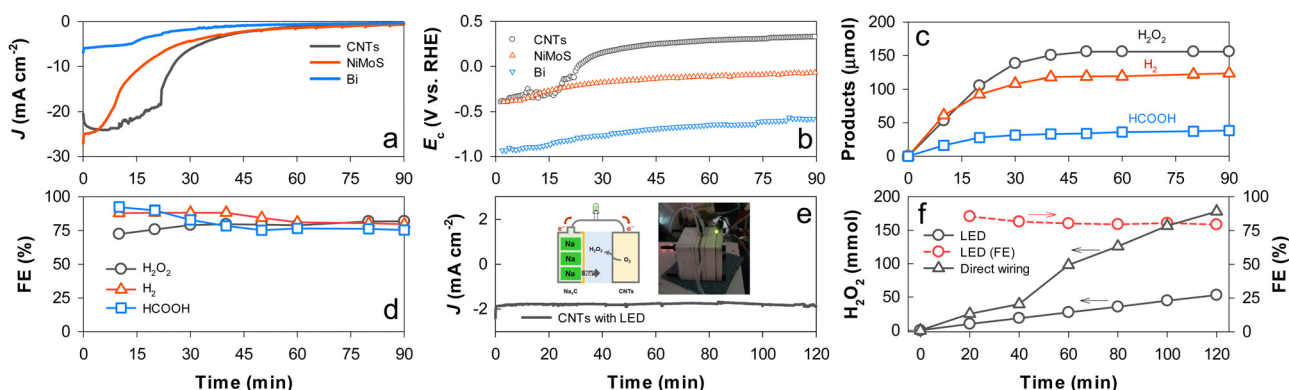 0
-10
-20
-30
J (mA cm⁻²)
CNTs
NiMoS
Bi
a
0 15 30 45 60 75 90
0.5
0.0
-0.5
-1.0
E_c (V vs. RHE)
CNTs
NiMoS
Bi
b
0 15 30 45 60 75 90
200
150
100
50
0
Products (μmol)
c
H₂O₂
H₂
HCOOH
0 15 30 45 60 75 90
100
75
50
25
0
FE (%)
H₂O₂
H₂
HCOOH
d
0 15 30 45 60 75 90
Time (min)
2
1
0
-1
-2
J (mA cm⁻²)
e⁻
e⁻
Na
Na
Na
H₂O₂
O₂
NaₓC
CNTs
e
CNTs with LED
0 20 40 60 80 100 120
Time (min)
200
150
100
50
0
H₂O₂ (mmol)
f
LED
LED (FE)
Direct wiring
100
75
50
25
0
FE (%)
0 20 40 60 80 100 120
Time (min)